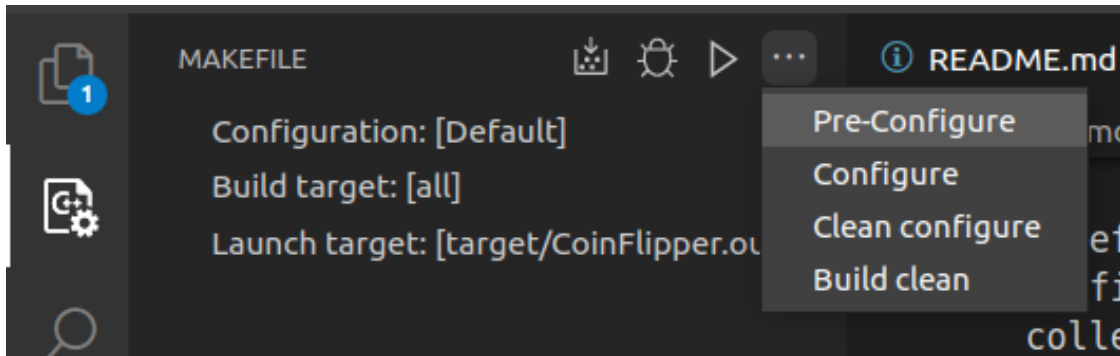 MAKEFILE
README.md
1
Configuration: [Default]
Build target: [all]
Launch target: [target/CoinFlipper.ou
Pre-Configure
Configure
Clean configure
Build clean
C++